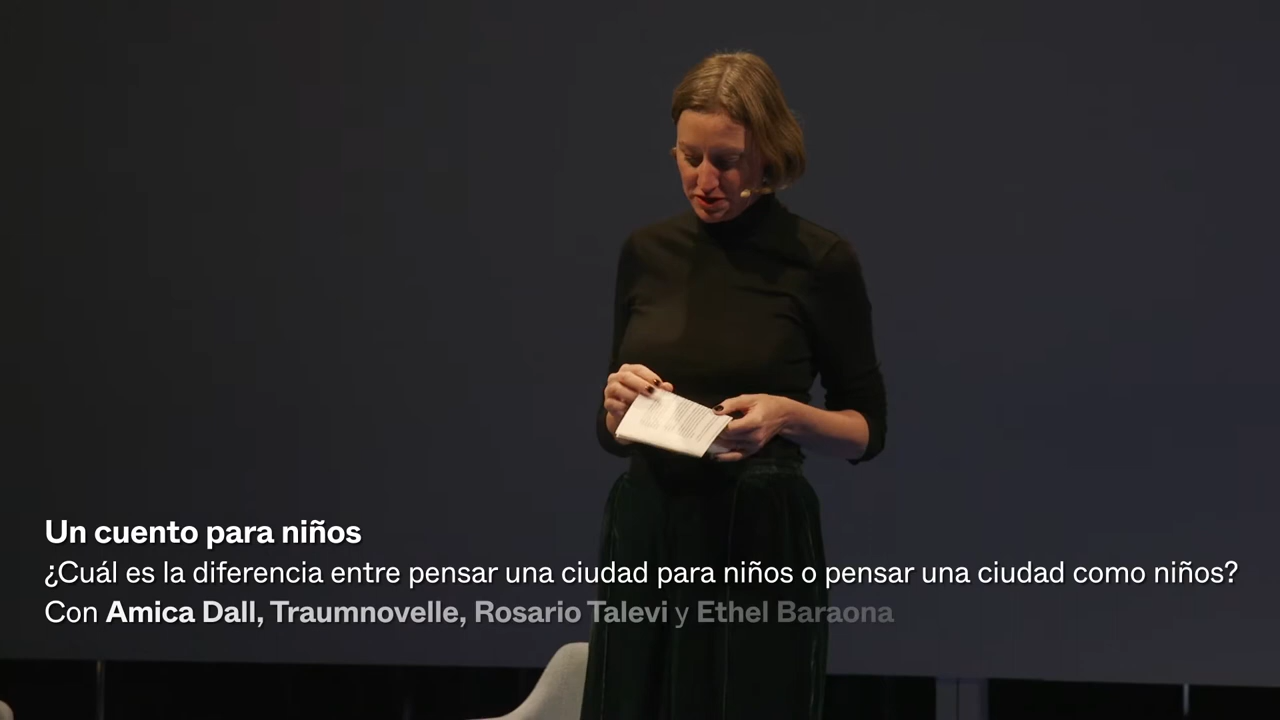 Un cuento para niños
¿Cuál es la diferencia entre pensar una ciudad para niños o pensar una ciudad como niños?
Con Amica Dall, Traumnovelle, Rosario Talevi y Ethel Baraona